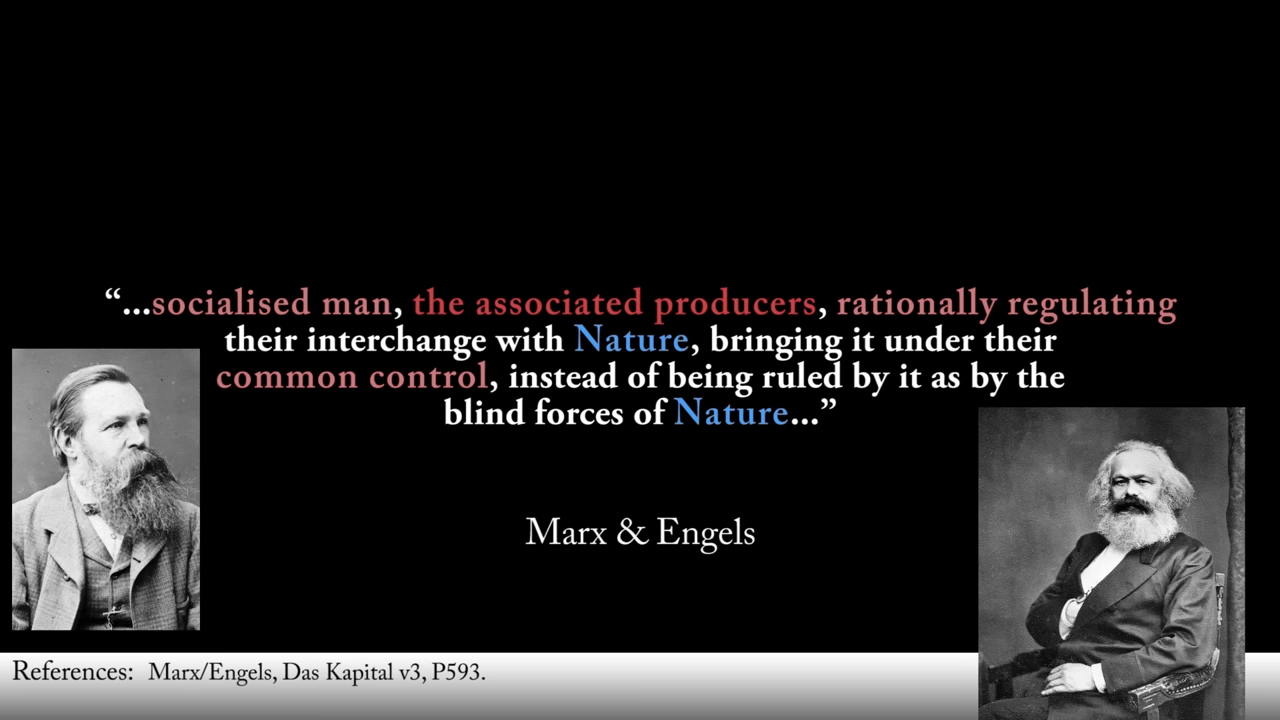 “...socialised man, the associated producers, rationally regulating
their interchange with Nature, bringing it under their
common control, instead of being ruled by it as by the
blind forces of Nature...”
Marx & Engels
References: Marx/Engels, Das Kapital v3, P593.